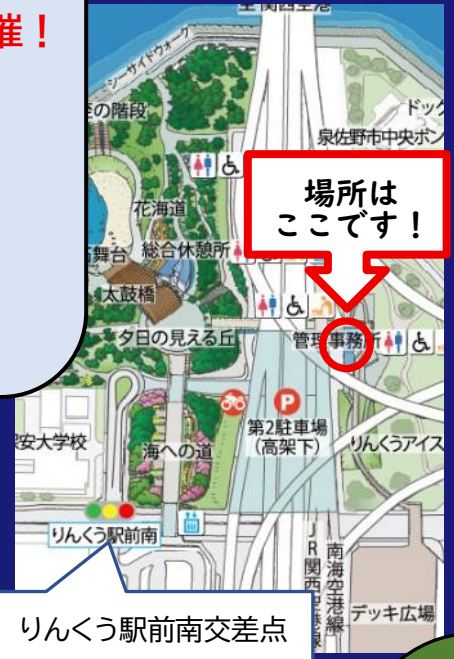 催！
至 関西空港
シーサイドウォーク
の階段
ドッグ
泉佐野市中央ポン
場所は
ここです！
花海道
舞台
総合休憩所
太鼓橋
夕日の見える丘
管理事務所
P
第2駐車場
（高架下）
保安大学校
海への道
りんくうアイス
りんくう駅前南
JR関西空港線
南海空港線
デッキ広場
りんくう駅前南交差点